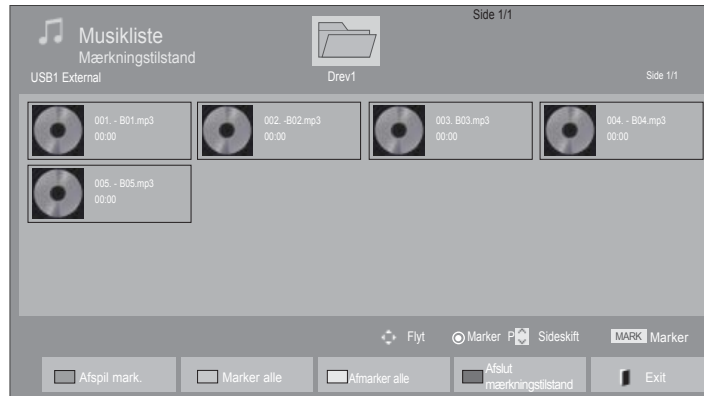 Side 1/1
Musikliste
Mærkningstilstand
USB1 External
Drev1
Side 1/1
001. - B01.mp3
00:00
002. -B02.mp3
00:00
003. B03.mp3
00:00
004. - B04.mp3
00:00
005. - B05.mp3
00:00
Flyt
Marker
P
Sideskift
MARK Marker
Afspil mark.
Marker alle
Afmarker alle
Afslut
mærkningstilstand
Exit